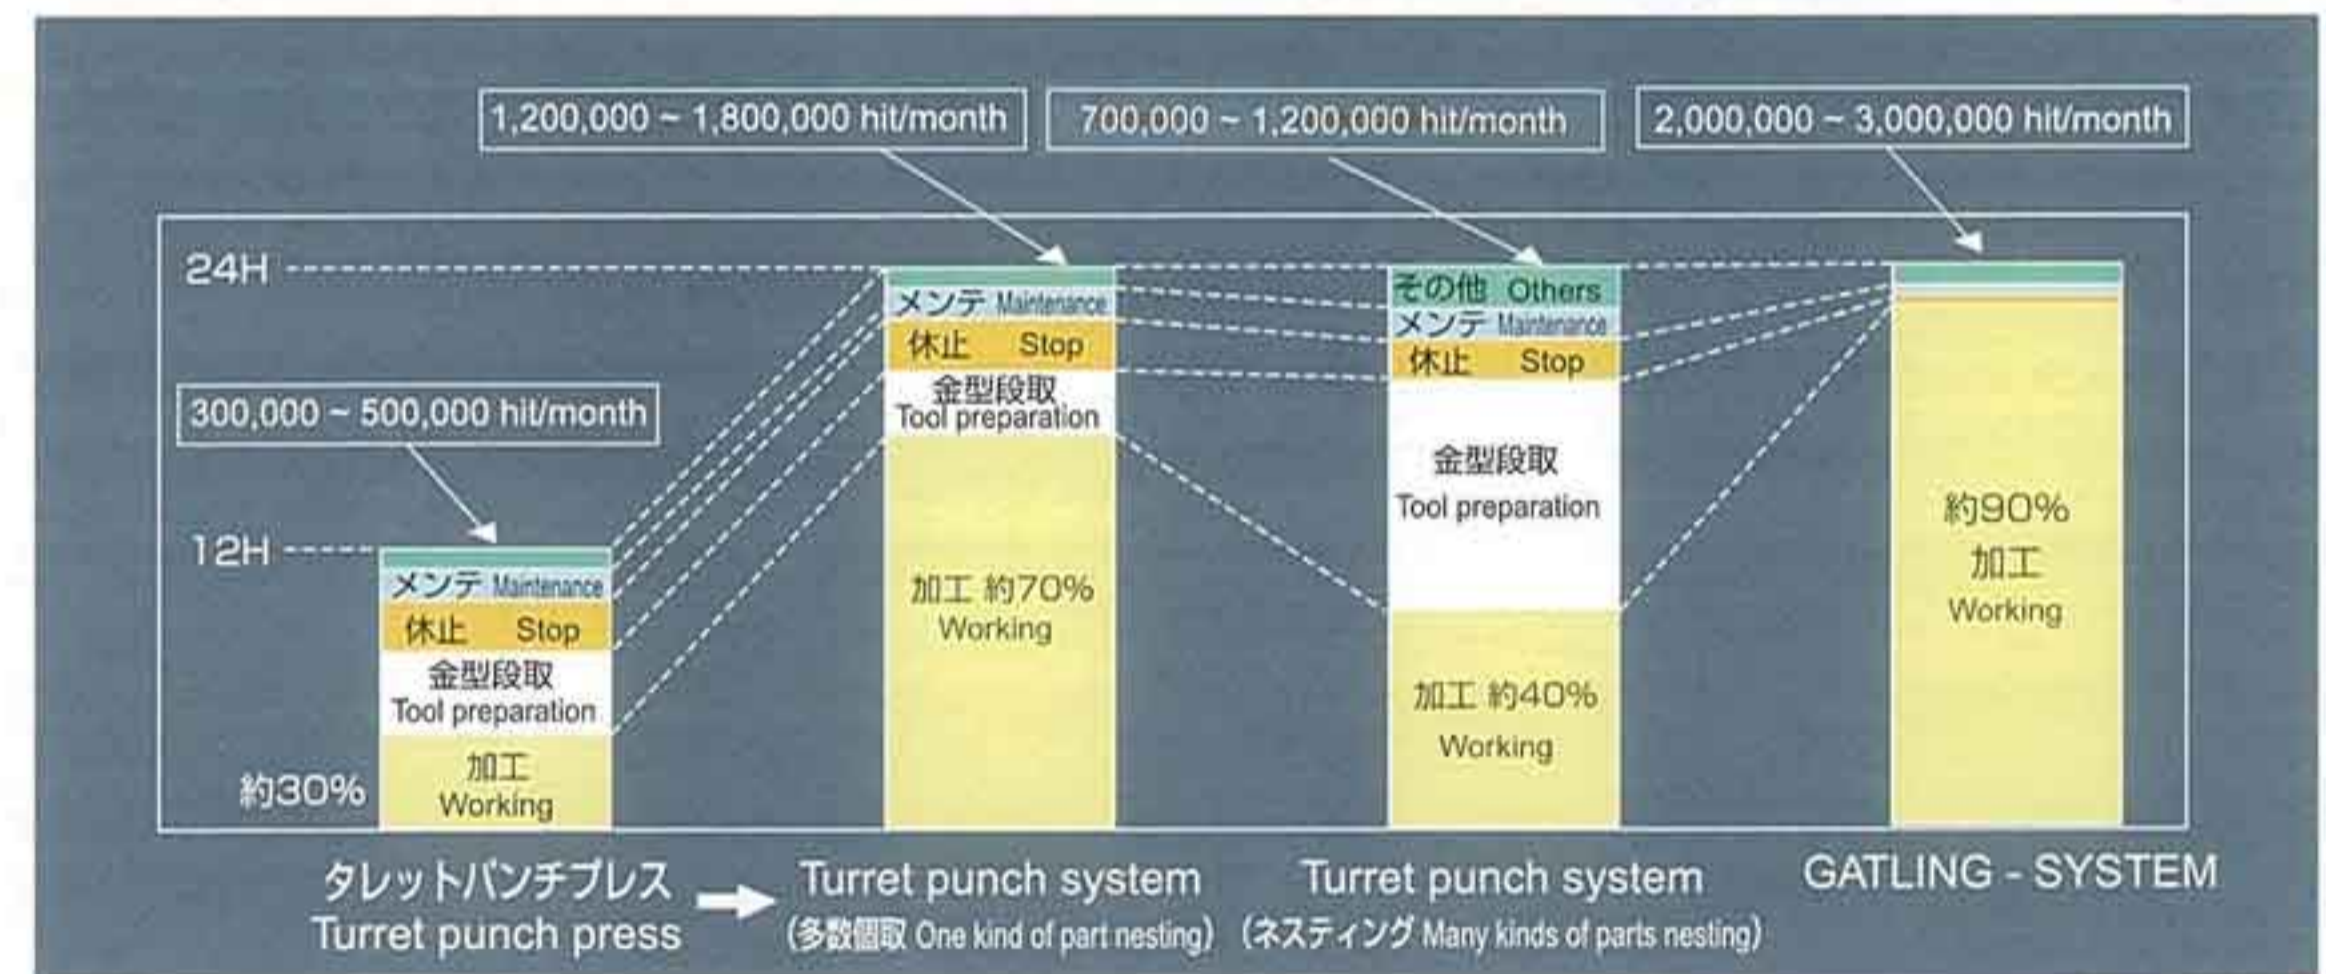 1,200,000 ~ 1,800,000 hit/month
700,000 ~ 1,200,000 hit/month
2,000,000 ~ 3,000,000 hit/month
24H
300,000 ~ 500,000 hit/month
12H
メンテ Maintenance
休止 Stop
金型段取
Tool preparation
加工
Working
約30%
メンテ Maintenance
休止 Stop
金型段取
Tool preparation
加工 約70%
Working
その他 Others
メンテ Maintenance
休止 Stop
金型段取
Tool preparation
加工 約40%
Working
約90%
加工
Working
タレットパンチプレス
Turret punch press
Turret punch system
(多数個取 One kind of part nesting)
Turret punch system
(ネスティング Many kinds of parts nesting)
GATLING - SYSTEM